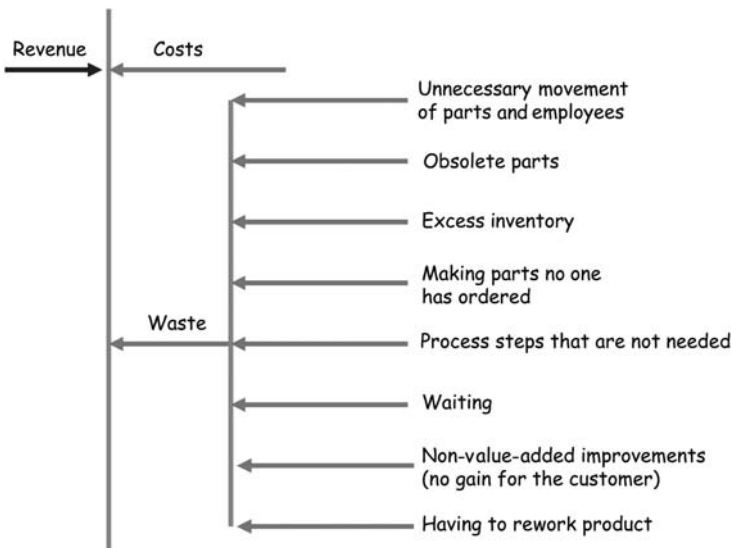 Revenue
Costs
Unnecessary movement
of parts and employees
Obsolete parts
Excess inventory
Making parts no one
has ordered
Waste
Process steps that are not needed
Waiting
Non-value-added improvements
(no gain for the customer)
Having to rework product